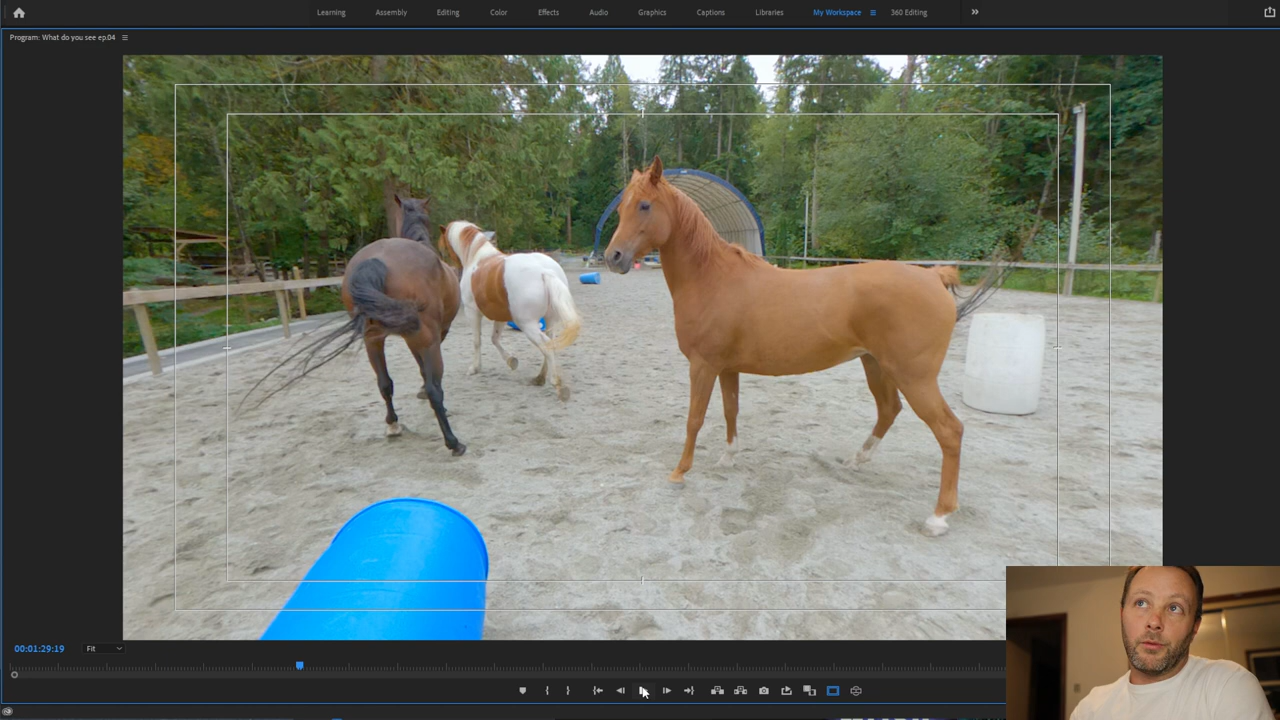 Learning Assembly Editing Color Effects Audio Graphics Captions Libraries My Workspace 360 Editing
Program: What do you see ep.04
00:01:29:19 Fit